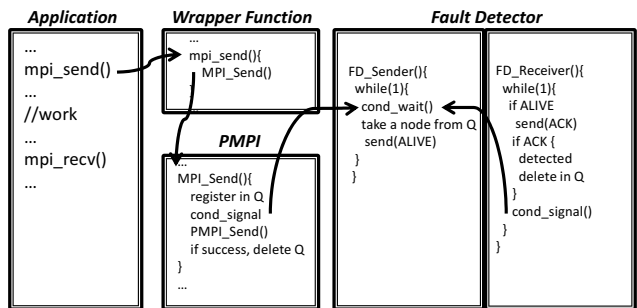 Application
...
mpi_send()
...
//work
...
mpi_recv()
...
Wrapper Function
...
mpi_send(){
MPI_Send()
}
...
PMPI
...
MPI_Send(){
register in Q
cond_signal
PMPI_Send()
if success, delete Q
}
...
Fault Detector
FD_Sender(){
while(1){
cond_wait()
take a node from Q
send(ALIVE)
}
}
FD_Receiver(){
while(1){
if ALIVE
send(ACK)
if ACK {
detected
delete in Q
}
cond_signal()
}
}